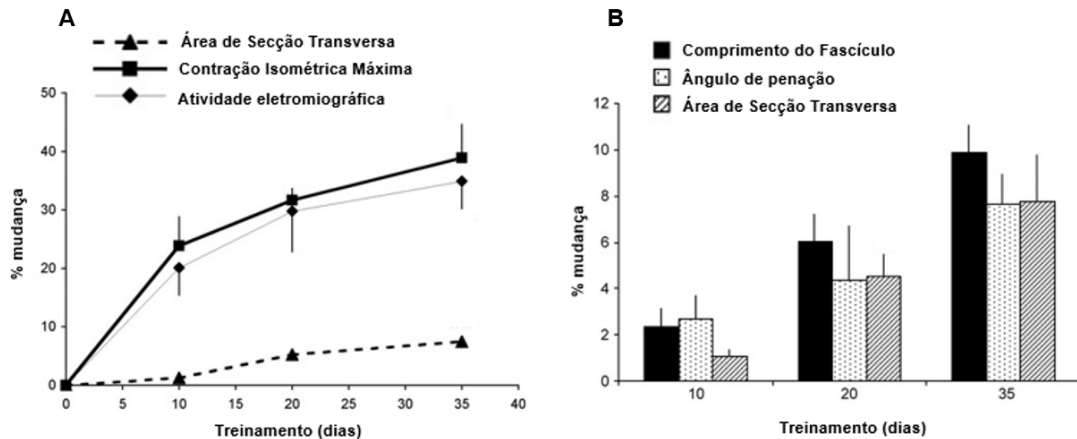 A
Área de Secção Transversa
Contração Isométrica Máxima
Atividade eletromiográfica
% mudança
50
40
30
20
10
0
0 5 10 15 20 25 30 35 40
Treinamento (dias)
B
Comprimento do Fascículo
Ângulo de penação
Área de Secção Transversa
% mudança
12
10
8
6
4
2
0
10 20 35
Treinamento (dias)